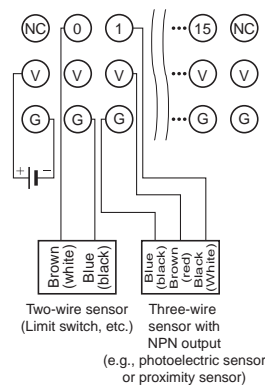 NC 0 1 ••• 15 NC
V V V ••• V V
G G G ••• G G
+ −
Brown
(white)
Blue
(black)
Blue
(black)
Brown
(red)
Black
(White)
Two-wire sensor
(Limit switch, etc.)
Three-wire
sensor with
NPN output
(e.g., photoelectric sensor
or proximity sensor)